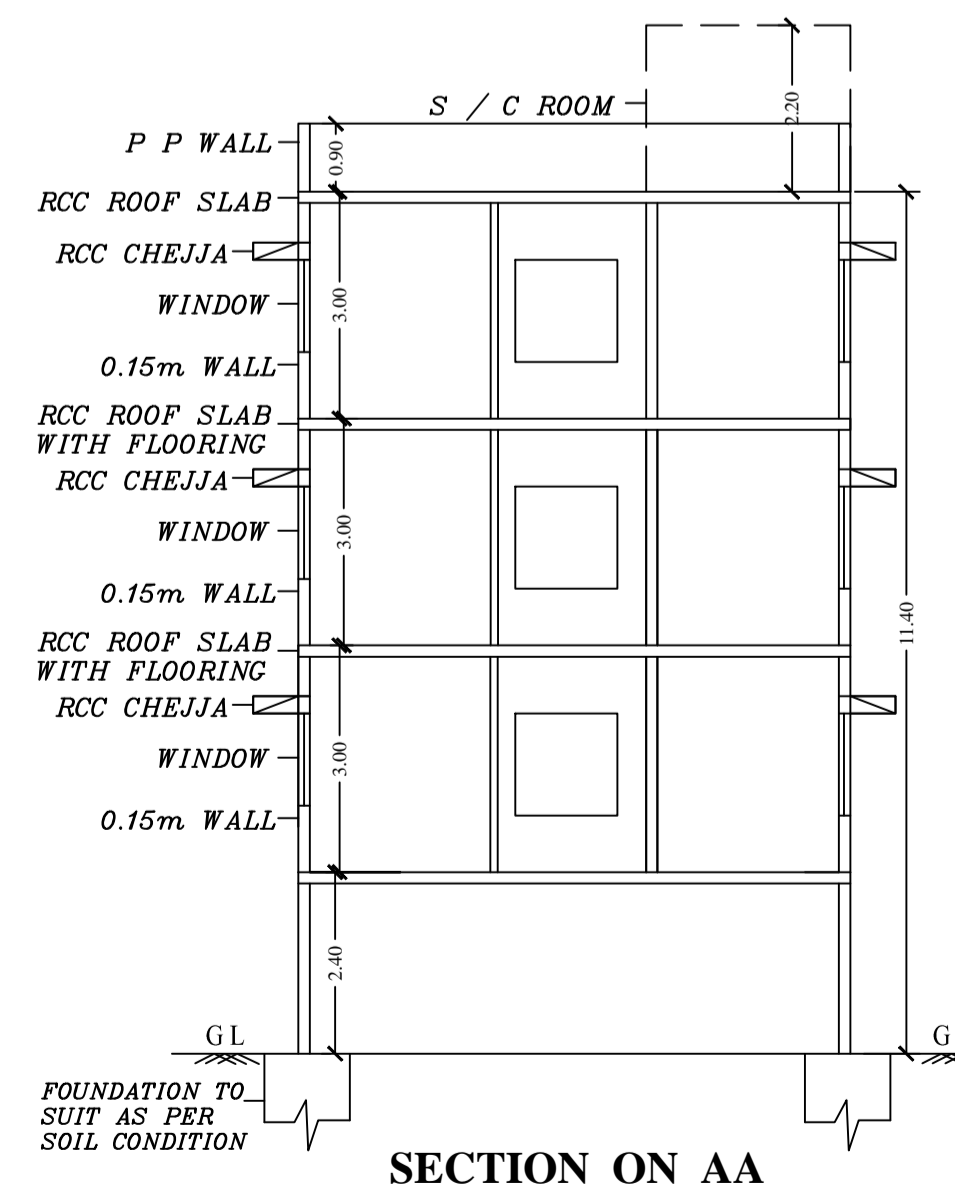 2.20
S / C ROOM
P P WALL
0.90
RCC ROOF SLAB
RCC CHEJJA
WINDOW
3.00
0.15m WALL
RCC ROOF SLAB
WITH FLOORING
RCC CHEJJA
WINDOW
3.00
0.15m WALL
11.40
RCC ROOF SLAB
WITH FLOORING
RCC CHEJJA
WINDOW
3.00
0.15m WALL
2.40
GL
G
FOUNDATION TO
SUIT AS PER
SOIL CONDITION
SECTION ON AA